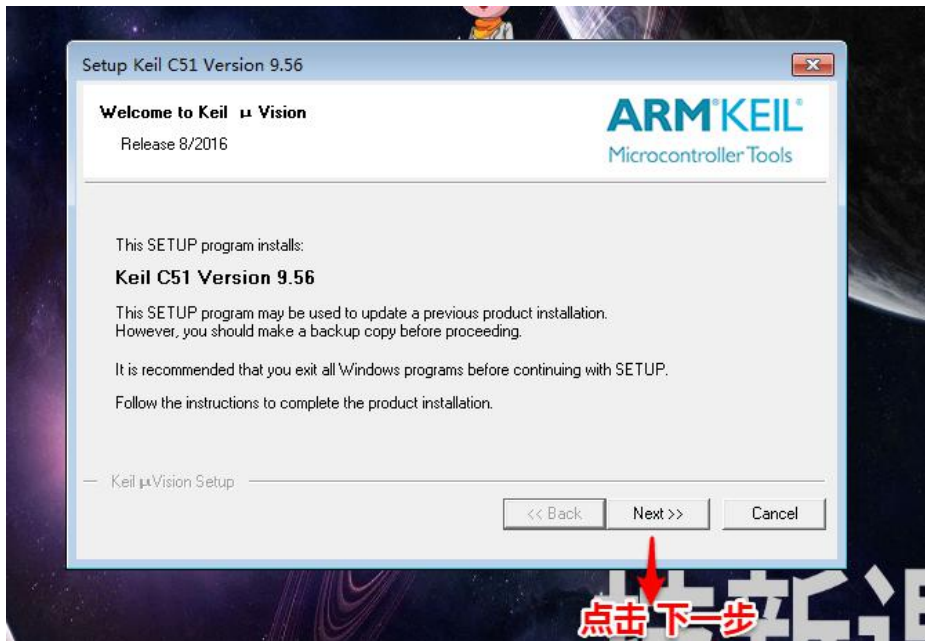 Setup Keil C51 Version 9.56
Welcome to Keil μ Vision
Release 8/2016
ARM®KEIL®
Microcontroller Tools
This SETUP program installs:
Keil C51 Version 9.56
This SETUP program may be used to update a previous product installation.
However, you should make a backup copy before proceeding.
It is recommended that you exit all Windows programs before continuing with SETUP.
Follow the instructions to complete the product installation.
Keil μVision Setup
<< Back
Next >>
Cancel
点击 下一步